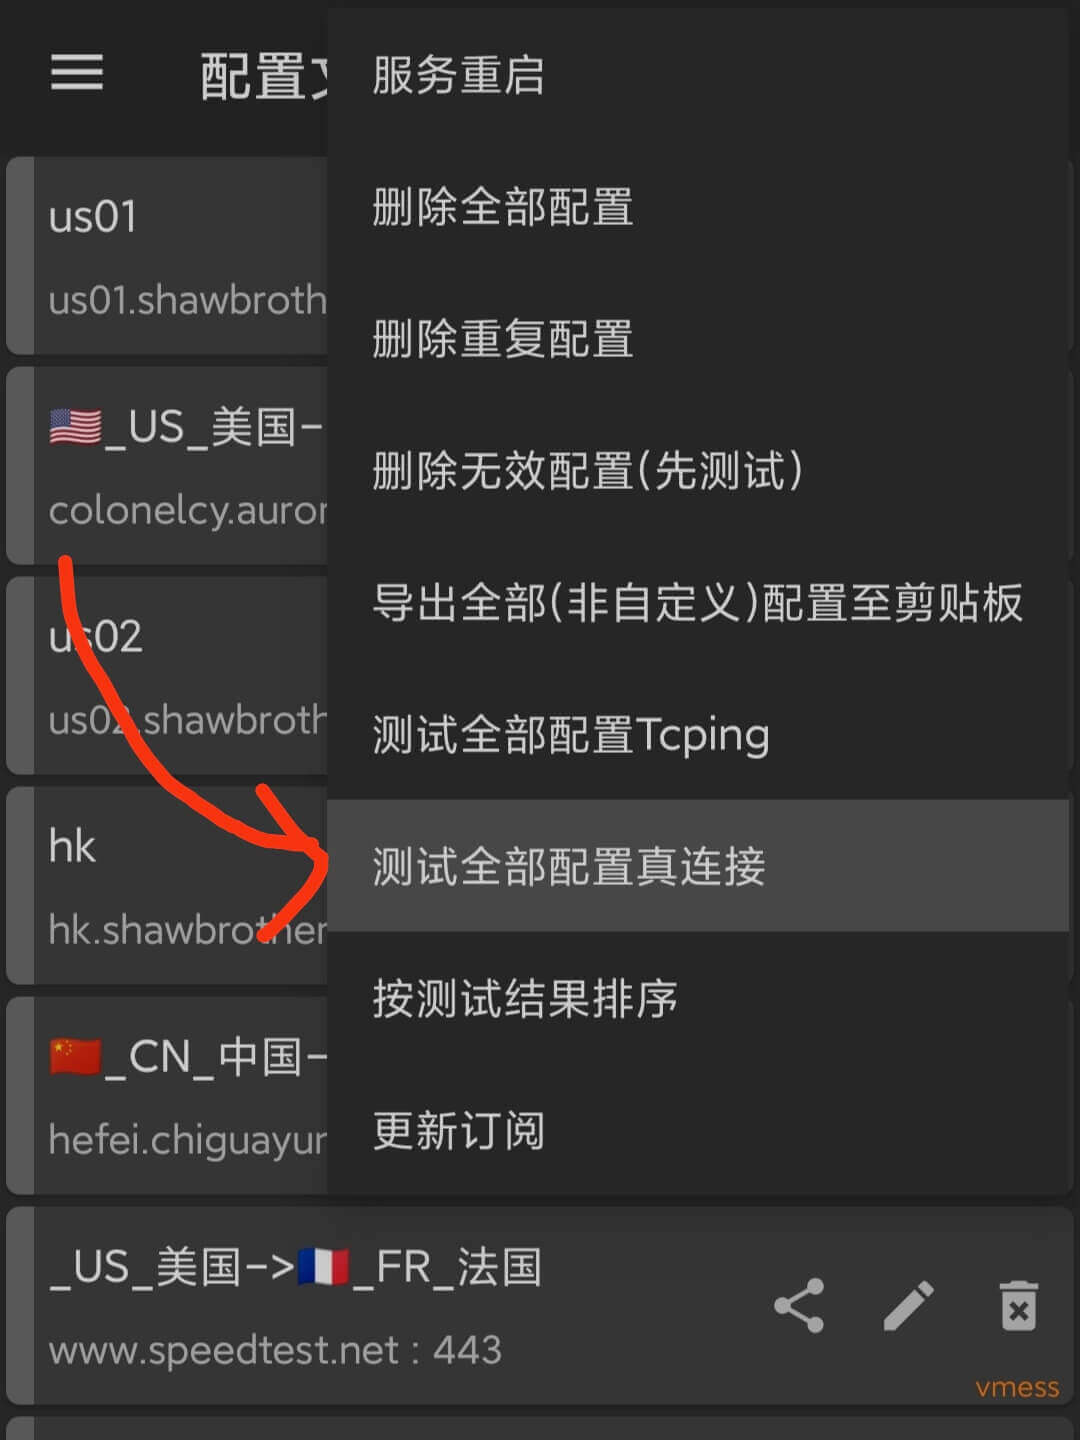 配置
服务重启
删除全部配置
删除重复配置
删除无效配置(先测试)
导出全部(非自定义)配置至剪贴板
测试全部配置Tcping
测试全部配置真连接
按测试结果排序
更新订阅
us01
us01.shawbroth
_US_美国-
colonelcy.auror
us02
us02.shawbroth
hk
hk.shawbrother
_CN_中国-
hefei.chiguayun
_US_美国->🇫🇷_FR_法国
www.speedtest.net : 443
vmess